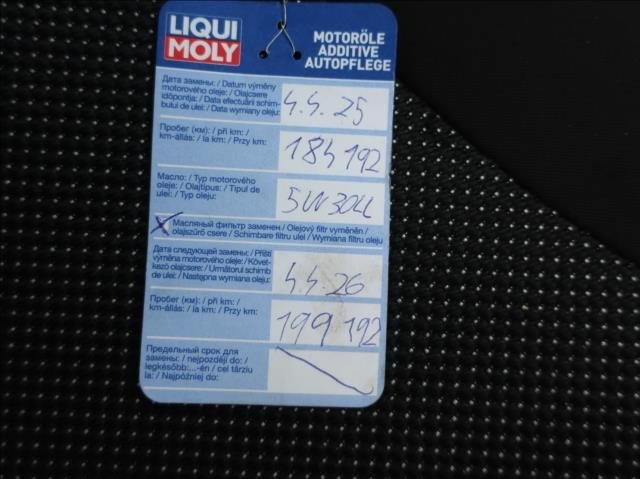 LIQUI
MOLY
MOTORÖLE
ADDITIVE
AUTOPFLEGE
Дата замены: / Datum výměny
motorového oleje: / Olajcsere
időpontja: / Data efectuării schim-
bului de ulei: / Data wymiany oleju:
4.4.25
Пробег (км): / při km: /
km-állás: / la km: / Przy km:
184 192
Масло: / Typ motorového
oleje: / Olajtípus: / Tipul de
ulei: / Typ oleju:
5W30LL
X Масляный фильтр заменен / Olejový filtr vyměněn /
olajszűrő csere / Schimbare filtru ulei / Wymiana filtru oleju
Дата следующей замены: / Příští
výměna motorového oleje: / Követ-
kező olajcsere: / Următorul schimb
de ulei: / Następna wymiana oleju:
4.4.26
Пробег (км): / při km: /
km-állás: / la km: / Przy km:
199 192
Предельный срок для
замены: / nejpozději do: /
legkésőbb:...-én / cel târziu
la: / Najpóźniej do: